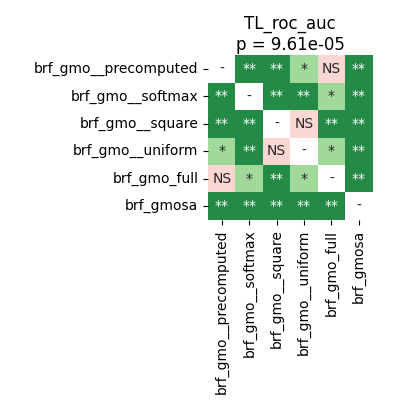 TL_roc_auc
p = 9.61e-05
brf_gmo__precomputed - ** ** * NS **
brf_gmo__softmax ** - ** ** * **
brf_gmo__square ** ** - NS ** **
brf_gmo__uniform * ** NS - * **
brf_gmo_full NS * ** * - **
brf_gmosa ** ** ** ** ** -
brf_gmo__precomputed
brf_gmo__softmax
brf_gmo__square
brf_gmo__uniform
brf_gmo_full
brf_gmosa